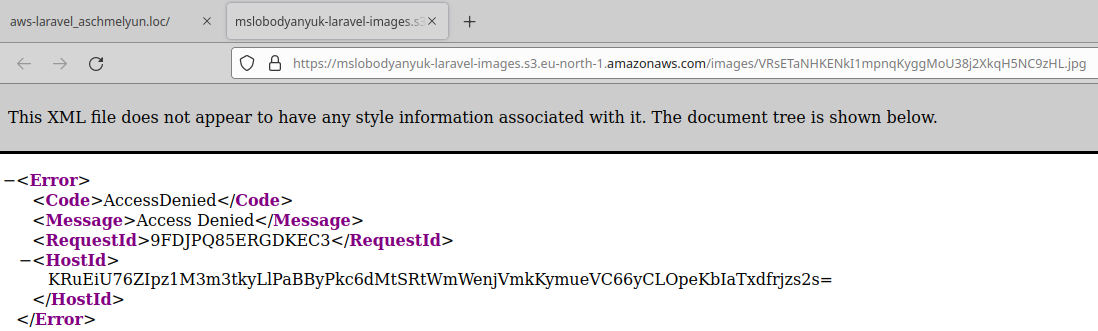 aws-laravel_aschmelyun.loc/
mslobodyanyuk-laravel-images.s3
https://mslobodyanyuk-laravel-images.s3.eu-north-1.amazonaws.com/images/VRsETaNHKENkI1mpnqKyggMoU38j2XkqH5NC9zHL.jpg
This XML file does not appear to have any style information associated with it. The document tree is shown below.
−<Error>
<Code>AccessDenied</Code>
<Message>Access Denied</Message>
<RequestId>9FDJPQ85ERGDKEC3</RequestId>
−<HostId>
KRuEiU76ZIpz1M3m3tkyLlPaBByPkc6dMtSRtWmWenjVmkKymueVC66yCLOpeKbIaTxdfrjzs2s=
</HostId>
</Error>